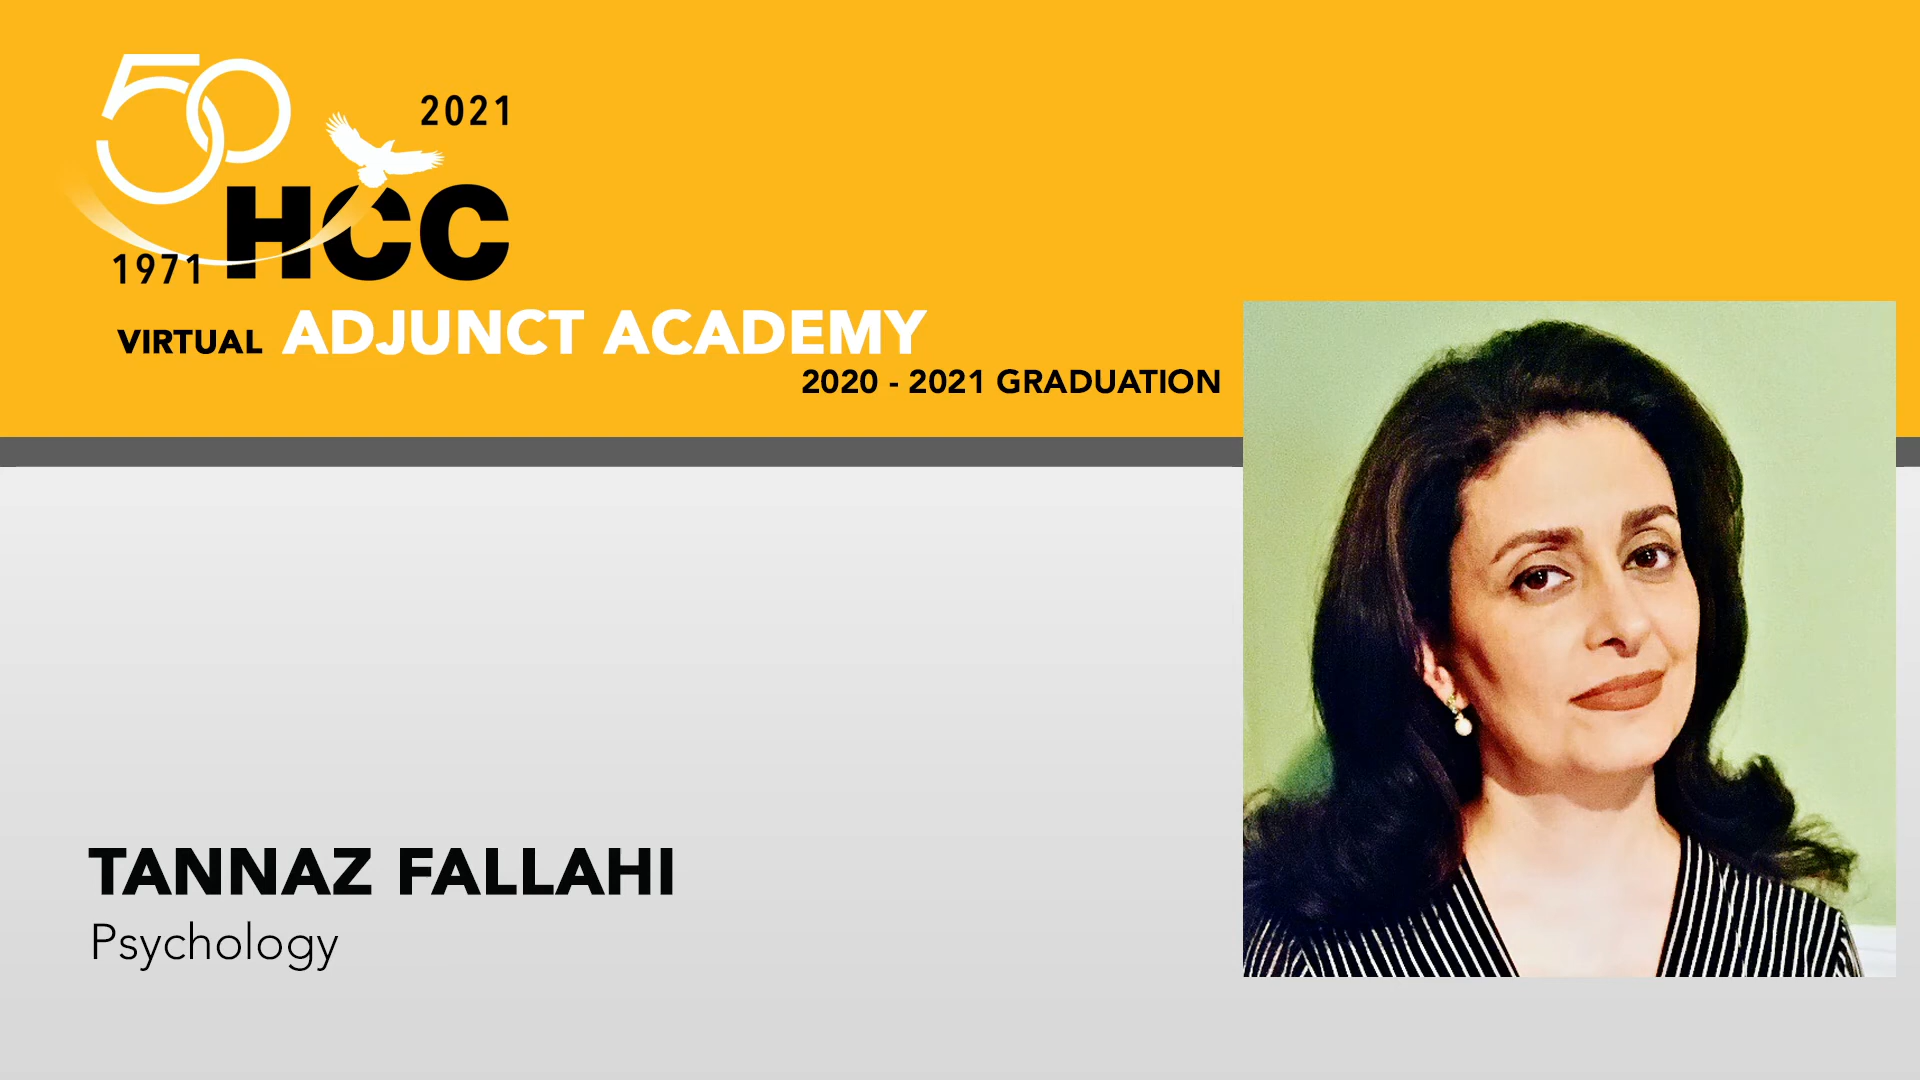 50
2021
HCC
1971
VIRTUAL ADJUNCT ACADEMY
2020 - 2021 GRADUATION
TANNAZ FALLAHI
Psychology